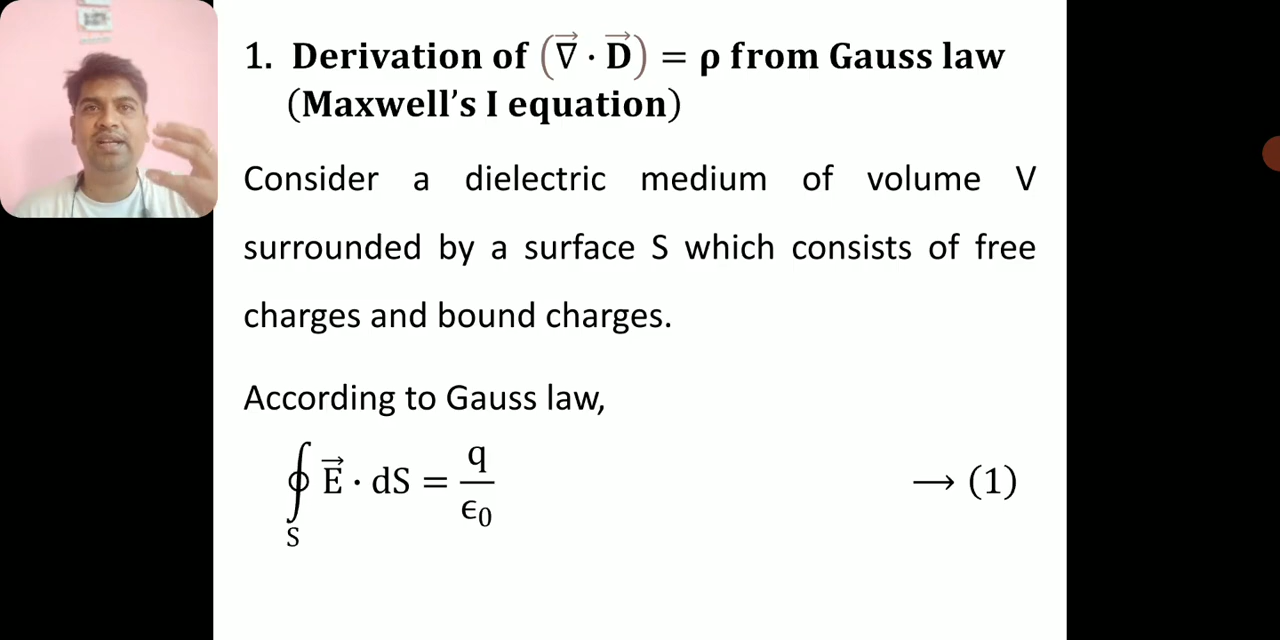 1. Derivation of (∇⃗ · D⃗) = ρ from Gauss law
(Maxwell’s I equation)
Consider a dielectric medium of volume V
surrounded by a surface S which consists of free
charges and bound charges.
According to Gauss law,
∮_S E⃗ · dS = q/ϵ₀ ⟶ (1)